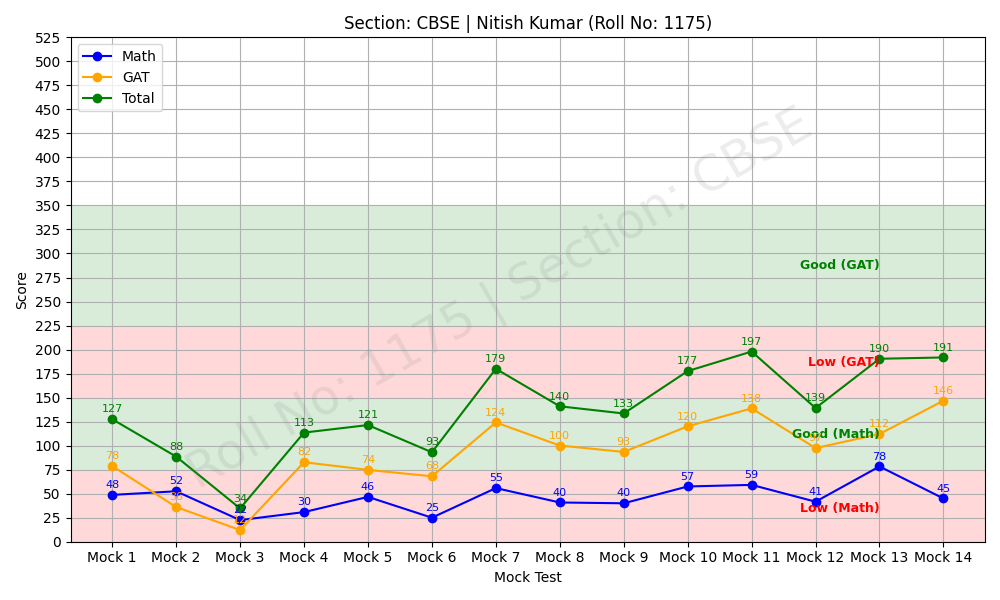 Section: CBSE | Nitish Kumar (Roll No: 1175)
Math
GAT
Total
525
500
475
450
425
400
375
350
325
300
275
250
225
200
175
150
125
100
75
50
25
0
Score
Roll No: 1175 | Section: CBSE
Good (GAT)
Low (GAT)
Good (Math)
Low (Math)
127 88 34 113 121 93 179 140 133 177 197 139 190 191
78 82 74 68 124 100 93 120 138 112 146
48 52 30 46 25 55 40 40 57 59 41 78 45
Mock 1 Mock 2 Mock 3 Mock 4 Mock 5 Mock 6 Mock 7 Mock 8 Mock 9 Mock 10 Mock 11 Mock 12 Mock 13 Mock 14
Mock Test